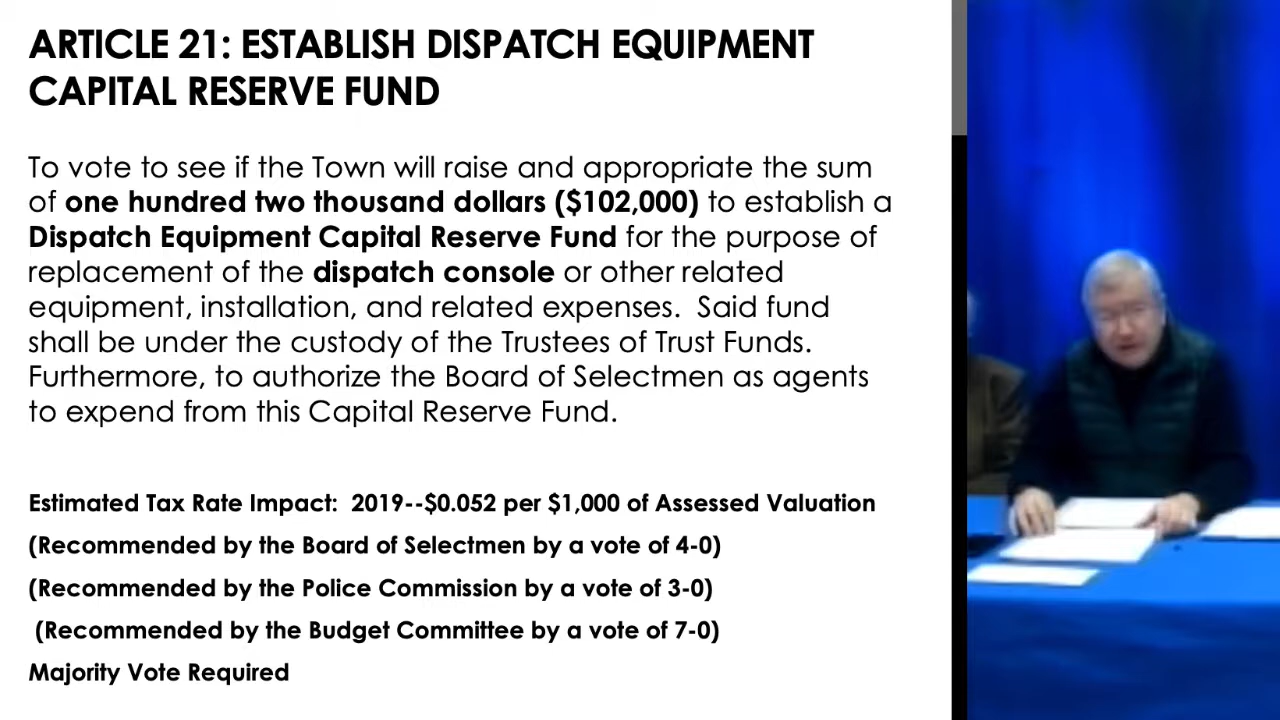 ARTICLE 21: ESTABLISH DISPATCH EQUIPMENT
CAPITAL RESERVE FUND
To vote to see if the Town will raise and appropriate the sum
of one hundred two thousand dollars ($102,000) to establish a
Dispatch Equipment Capital Reserve Fund for the purpose of
replacement of the dispatch console or other related
equipment, installation, and related expenses.  Said fund
shall be under the custody of the Trustees of Trust Funds.
Furthermore, to authorize the Board of Selectmen as agents
to expend from this Capital Reserve Fund.
Estimated Tax Rate Impact:  2019--$0.052 per $1,000 of Assessed Valuation
(Recommended by the Board of Selectmen by a vote of 4-0)
(Recommended by the Police Commission by a vote of 3-0)
(Recommended by the Budget Committee by a vote of 7-0)
Majority Vote Required